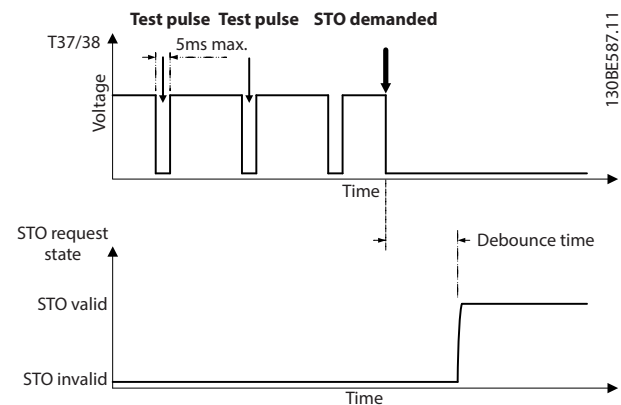 Test pulse Test pulse STO demanded
T37/38
5ms max.
Voltage
Time
130BE587.11
STO request
state
Debounce time
STO valid
STO invalid
Time